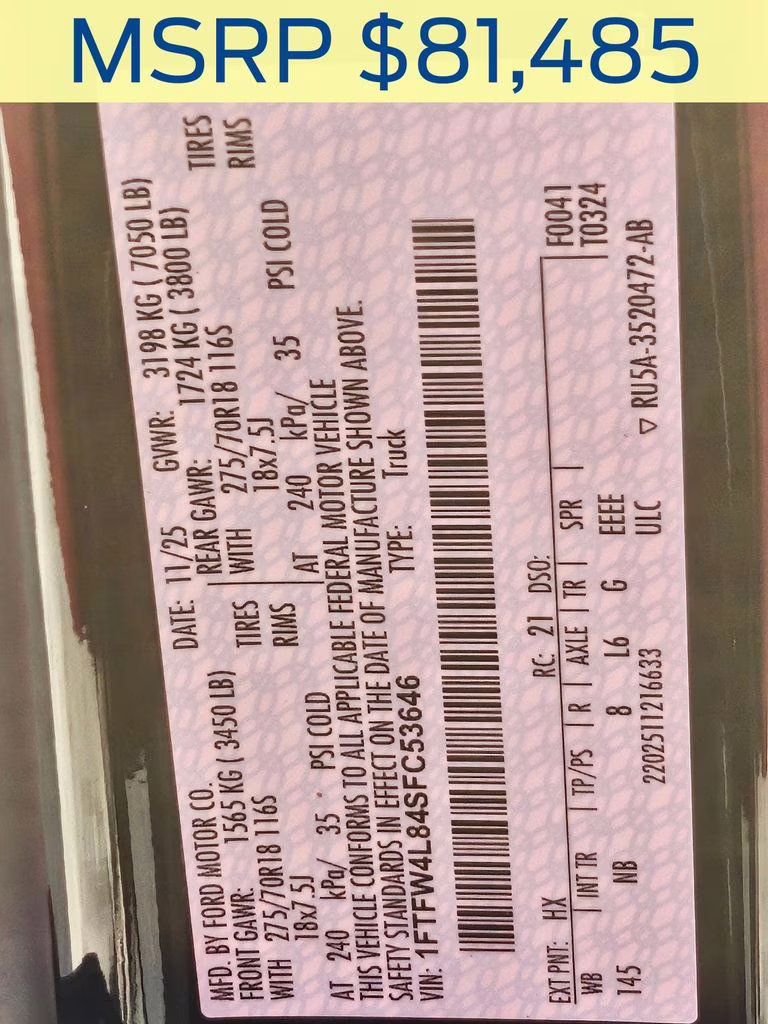 MSRP $81,485
MFD. BY FORD MOTOR CO.
DATE: 11/25 GVWR: 3198 KG ( 7050 LB)
FRONT GAWR: 1565 KG ( 3450 LB)
REAR GAWR: 1724 KG ( 3800 LB)
WITH 275/70R18 116S TIRES
WITH 275/70R18 116S TIRES
18x7.5J RIMS
18x7.5J RIMS
AT 240 kPa/ 35 PSI COLD
AT 240 kPa/ 35 PSI COLD
THIS VEHICLE CONFORMS TO ALL APPLICABLE FEDERAL MOTOR VEHICLE
SAFETY STANDARDS IN EFFECT ON THE DATE OF MANUFACTURE SHOWN ABOVE.
VIN: 1FTFW4L84SFC53646 TYPE: Truck
EXT PNT: HX RC: 21 DSO: F0041
WB | INT TR | TP/PS | R | AXLE | TR | SPR | T0324
145 NB 8 L6 G EEEE
2202511216633 ULC ▽ RU5A-3520472-AB